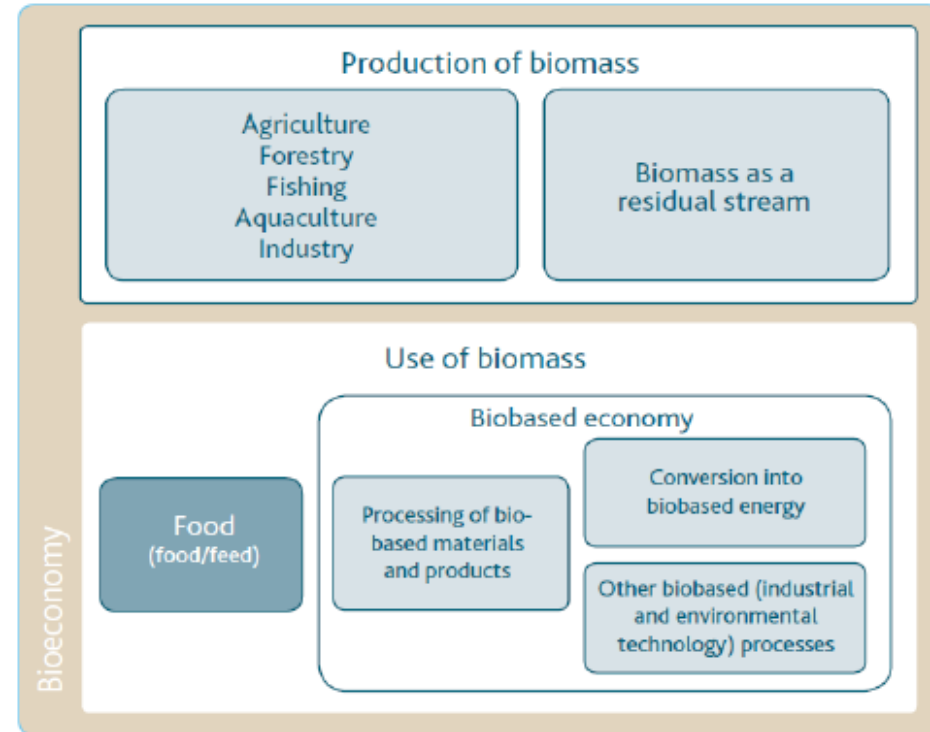 Production of biomass
Agriculture
Forestry
Fishing
Aquaculture
Industry
Biomass as a
residual stream
Use of biomass
Biobased economy
Food
(food/feed)
Processing of bio-
based materials
and products
Conversion into
biobased energy
Other biobased (industrial
and environmental
technology) processes
Bioeconomy